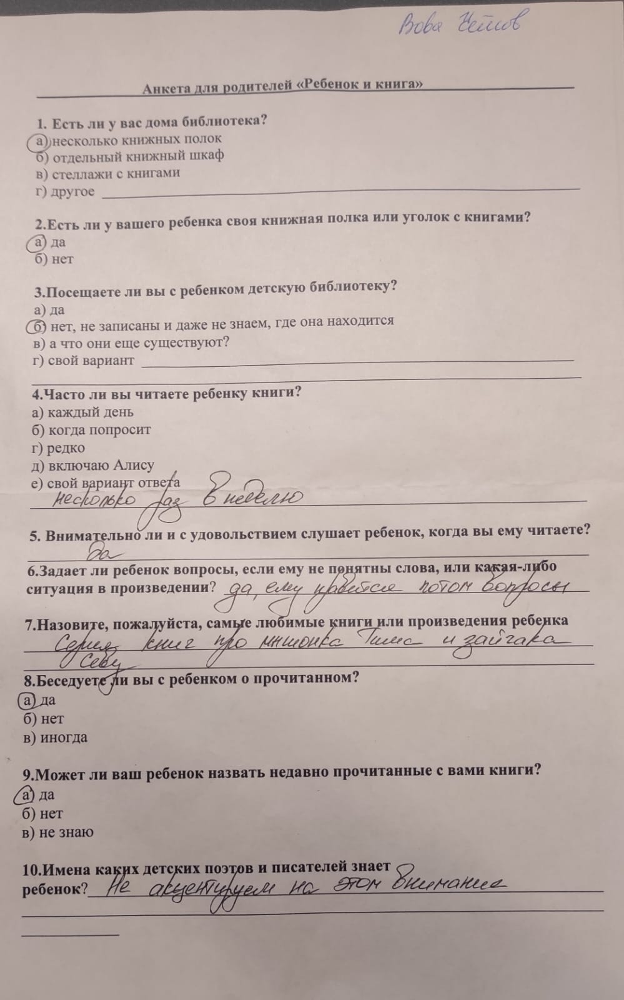 Вова
Анкета для родителей «Ребенок и книга»
1. Есть ли у вас дома библиотека?
а) несколько книжных полок
б) отдельный книжный шкаф
в) стеллажи с книгами
г) другое
2.Есть ли у вашего ребенка своя книжная полка или уголок с книгами?
а) да
б) нет
3.Посещаете ли вы с ребенком детскую библиотеку?
а) да
б) нет, не записаны и даже не знаем, где она находится
в) а что они еще существуют?
г) свой вариант
4.Часто ли вы читаете ребенку книги?
а) каждый день
б) когда попросит
г) редко
д) включаю Алису
е) свой вариант ответа
несколько раз в неделю
5. Внимательно ли и с удовольствием слушает ребенок, когда вы ему читаете?
да
6.Задает ли ребенок вопросы, если ему не понятны слова, или какая-либо
ситуация в произведении? да, ему нравятся потом вопросы
7.Назовите, пожалуйста, самые любимые книги или произведения ребенка
Серия книг про мышонка Тима и зайчака
Себу
8.Беседуете ли вы с ребенком о прочитанном?
а) да
б) нет
в) иногда
9.Может ли ваш ребенок назвать недавно прочитанные с вами книги?
а) да
б) нет
в) не знаю
10.Имена каких детских поэтов и писателей знает
ребенок? Не акцентируем на этом внимание